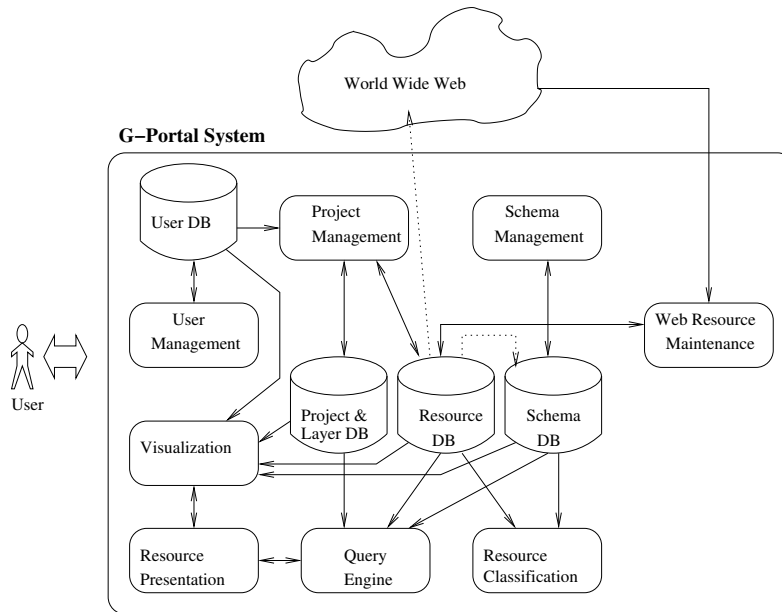 World Wide Web
G–Portal System
User DB
Project
Management
Schema
Management
User
Management
Web Resource
Maintenance
User
Project &
Layer DB
Resource
DB
Schema
DB
Visualization
Resource
Presentation
Query
Engine
Resource
Classification